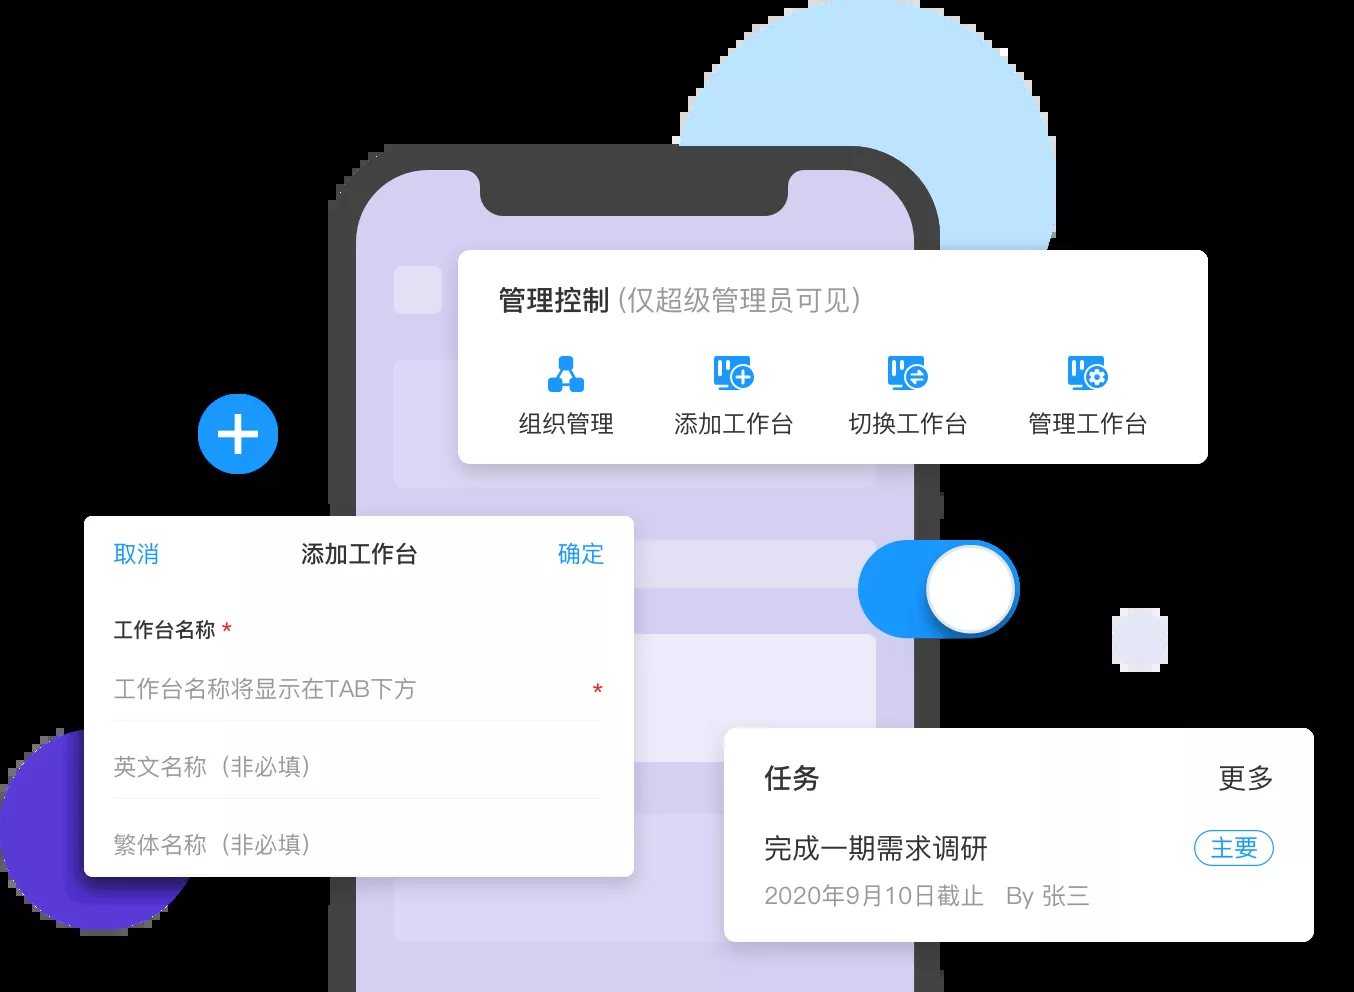 管理控制 (仅超级管理员可见)
组织管理 添加工作台 切换工作台 管理工作台
取消 添加工作台 确定
工作台名称 *
工作台名称将显示在TAB下方 *
英文名称（非必填）
繁体名称（非必填）
任务 更多
完成一期需求调研 主要
2020年9月10日截止 By 张三